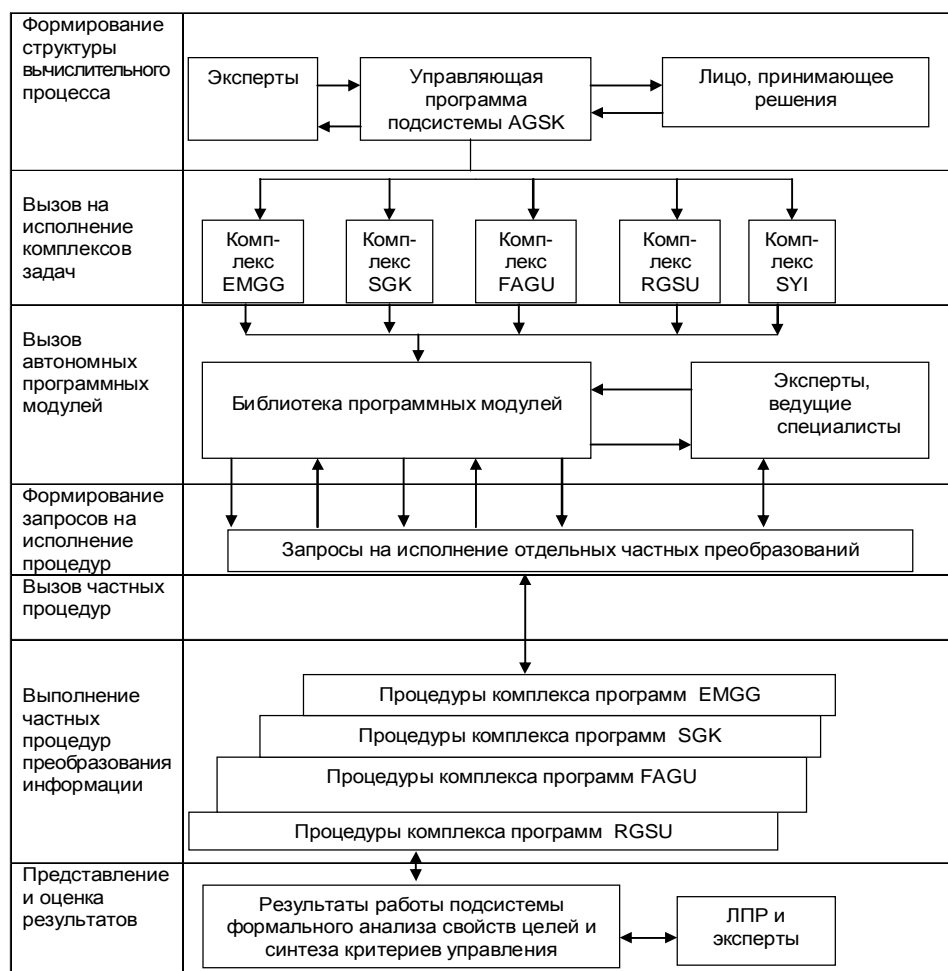 Формирование
структуры
вычислительного
процесса
Эксперты
Управляющая
программа
подсистемы AGSK
Лицо, принимающее
решения
Вызов на
исполнение
комплексов
задач
Комп-
лекс
EMGG
Комп-
лекс
SGK
Комп-
лекс
FAGU
Комп-
лекс
RGSU
Комп-
лекс
SYI
Вызов
автономных
программных
модулей
Библиотека программных модулей
Эксперты,
ведущие
специалисты
Формирование
запросов на
исполнение
процедур
Запросы на исполнение отдельных частных преобразований
Вызов частных
процедур
Выполнение
частных
процедур
преобразования
информации
Процедуры комплекса программ EMGG
Процедуры комплекса программ SGK
Процедуры комплекса программ FAGU
Процедуры комплекса программ RGSU
Представление
и оценка
результатов
Результаты работы подсистемы
формального анализа свойств целей и
синтеза критериев управления
ЛПР и
эксперты